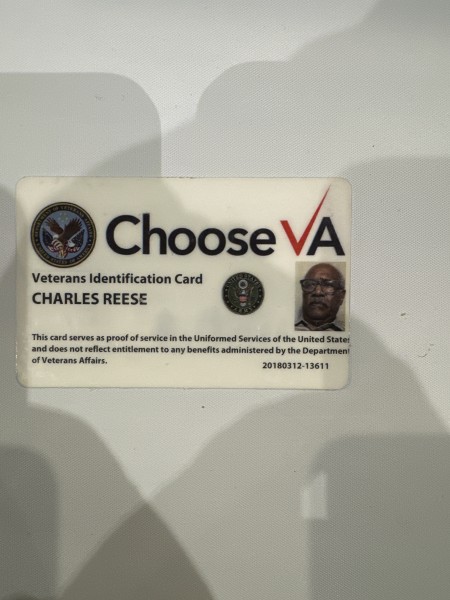 Choose VA
Veterans Identification Card
CHARLES REESE
This card serves as proof of service in the Uniformed Services of the United States
and does not reflect entitlement to any benefits administered by the Department
of Veterans Affairs.
20180312-13611